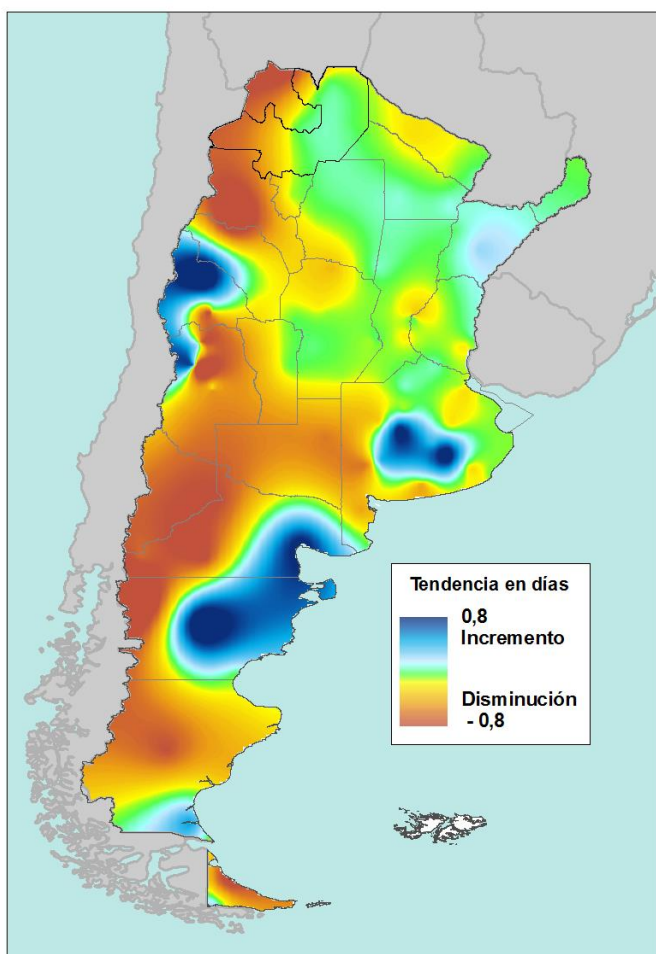 Tendencia en días
0,8
Incremento
Disminución
- 0,8